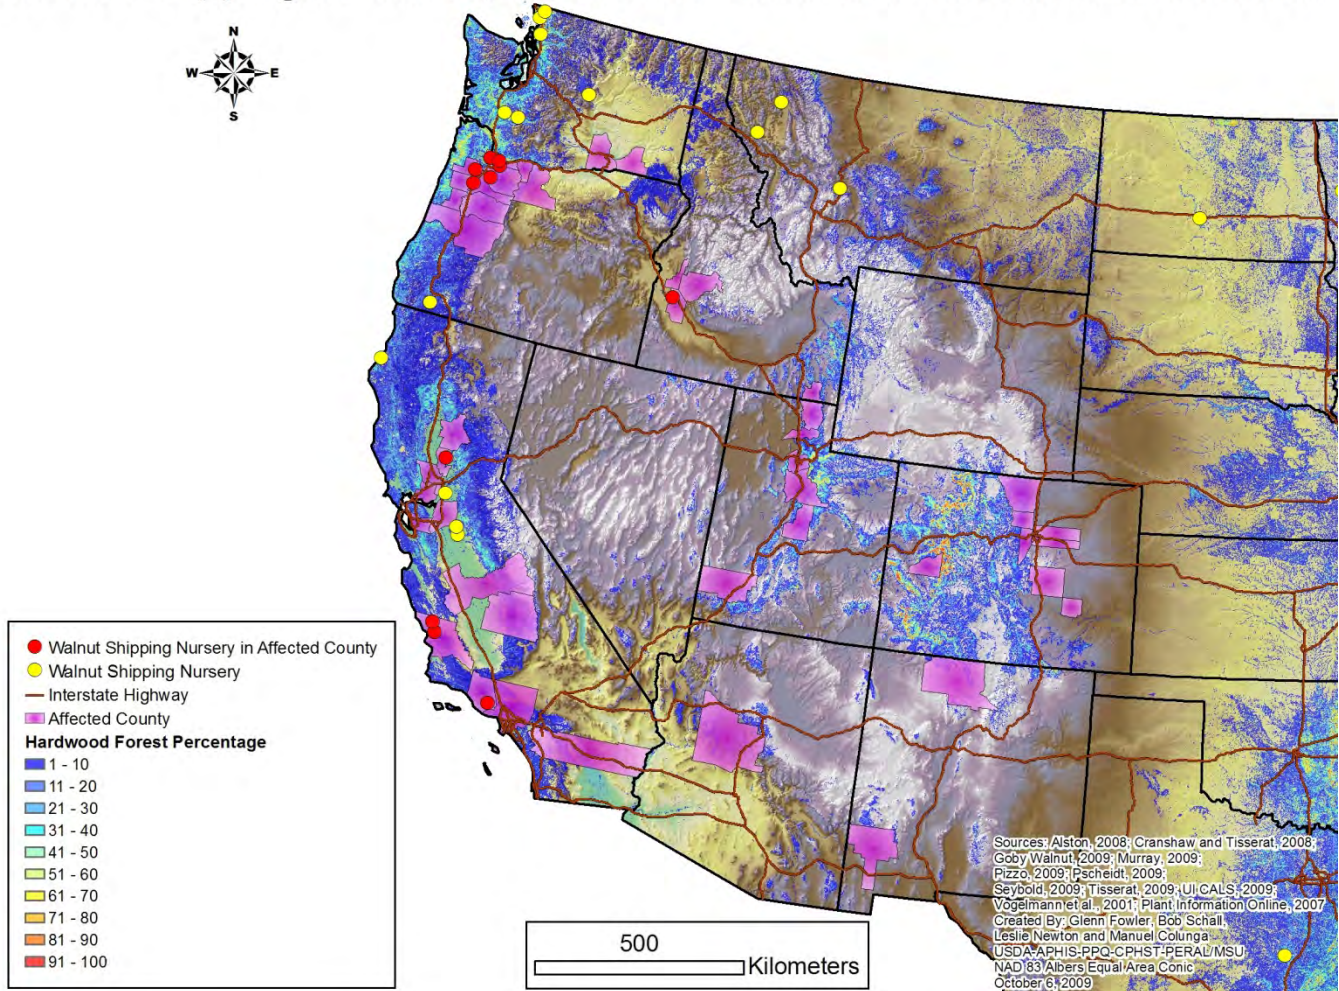 N
W E
S
Walnut Shipping Nursery in Affected County
Walnut Shipping Nursery
Interstate Highway
Affected County
Hardwood Forest Percentage
1 - 10
11 - 20
21 - 30
31 - 40
41 - 50
51 - 60
61 - 70
71 - 80
81 - 90
91 - 100
500
Kilometers
Sources: Alston, 2008; Cranshaw and Tisserat, 2008;
Goby Walnut, 2009; Murray, 2009;
Pizzo, 2009; Pscheidt, 2009;
Seybold, 2009; Tisserat, 2009; UI CALS, 2009;
Vogelmann et al., 2001; Plant Information Online, 2007
Created By: Glenn Fowler, Bob Schall,
Leslie Newton and Manuel Colunga
USDA-APHIS-PPQ-CPHST-PERAL/MSU
NAD 83 Albers Equal Area Conic
October 6, 2009